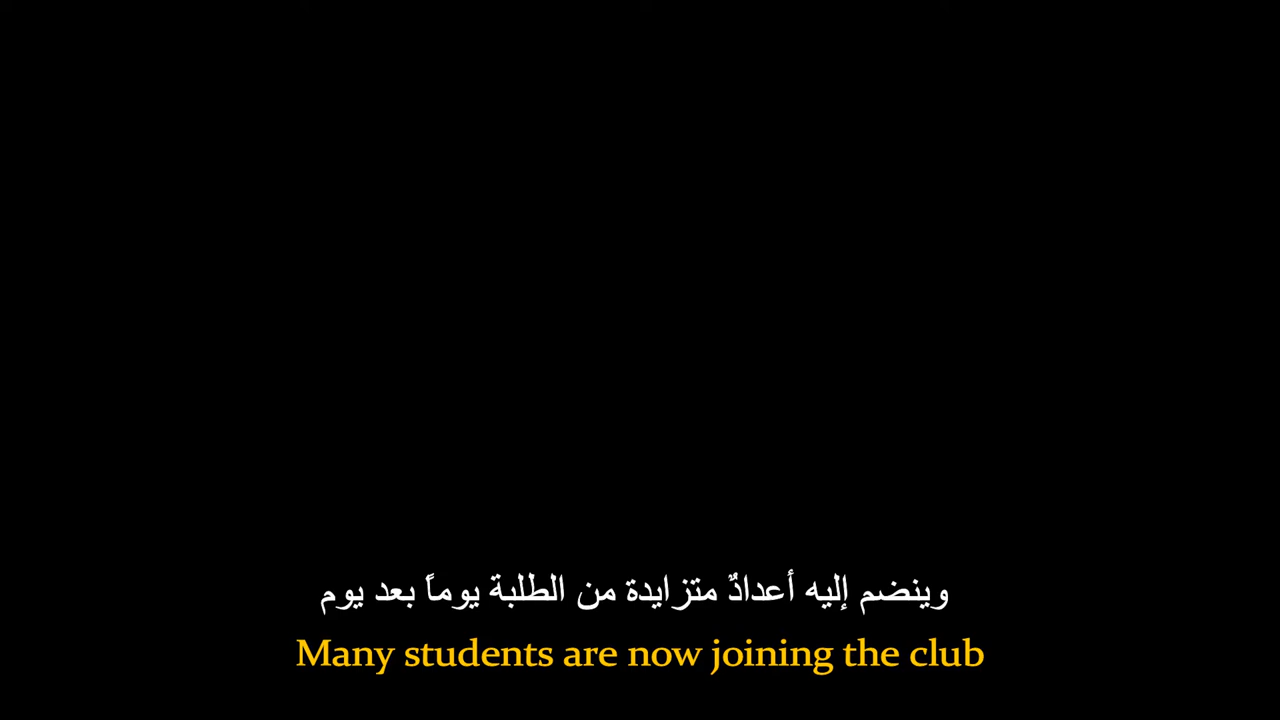 وينضم إليه أعدادٌ متزايدة من الطلبة يوماً بعد يوم
Many students are now joining the club